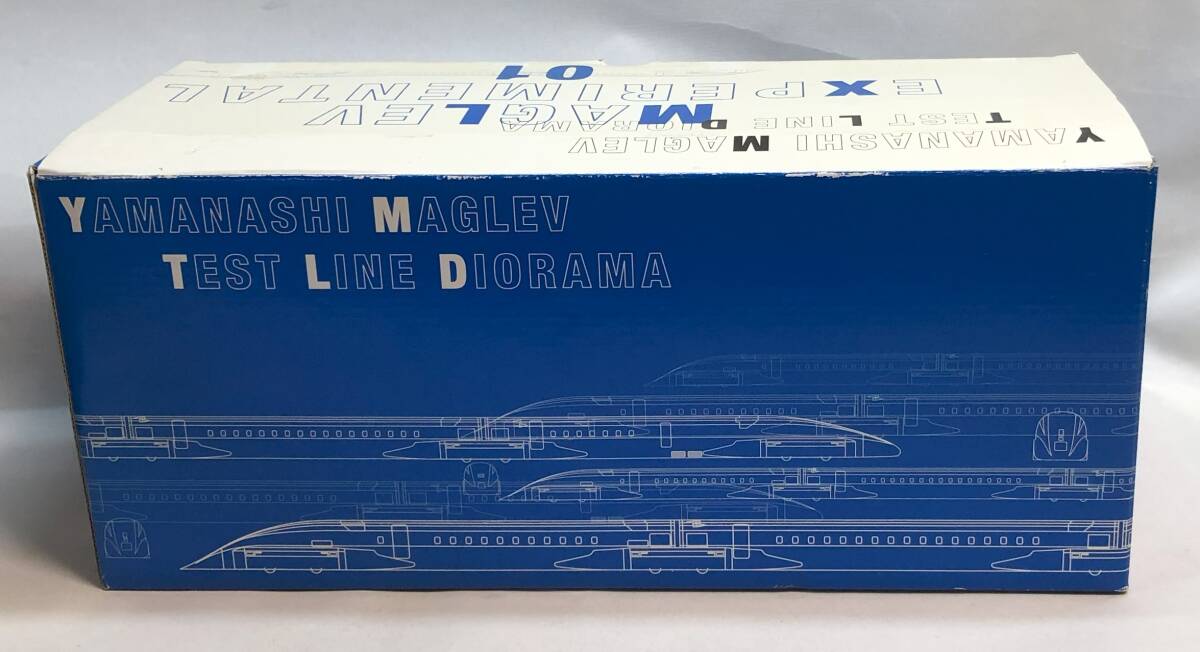 YAMANASHI MAGLEV
TEST LINE DIORAMA
MAGLEV
EXPERIMENTAL
01
YAMANASHI MAGLEV
TEST LINE DIORAMA